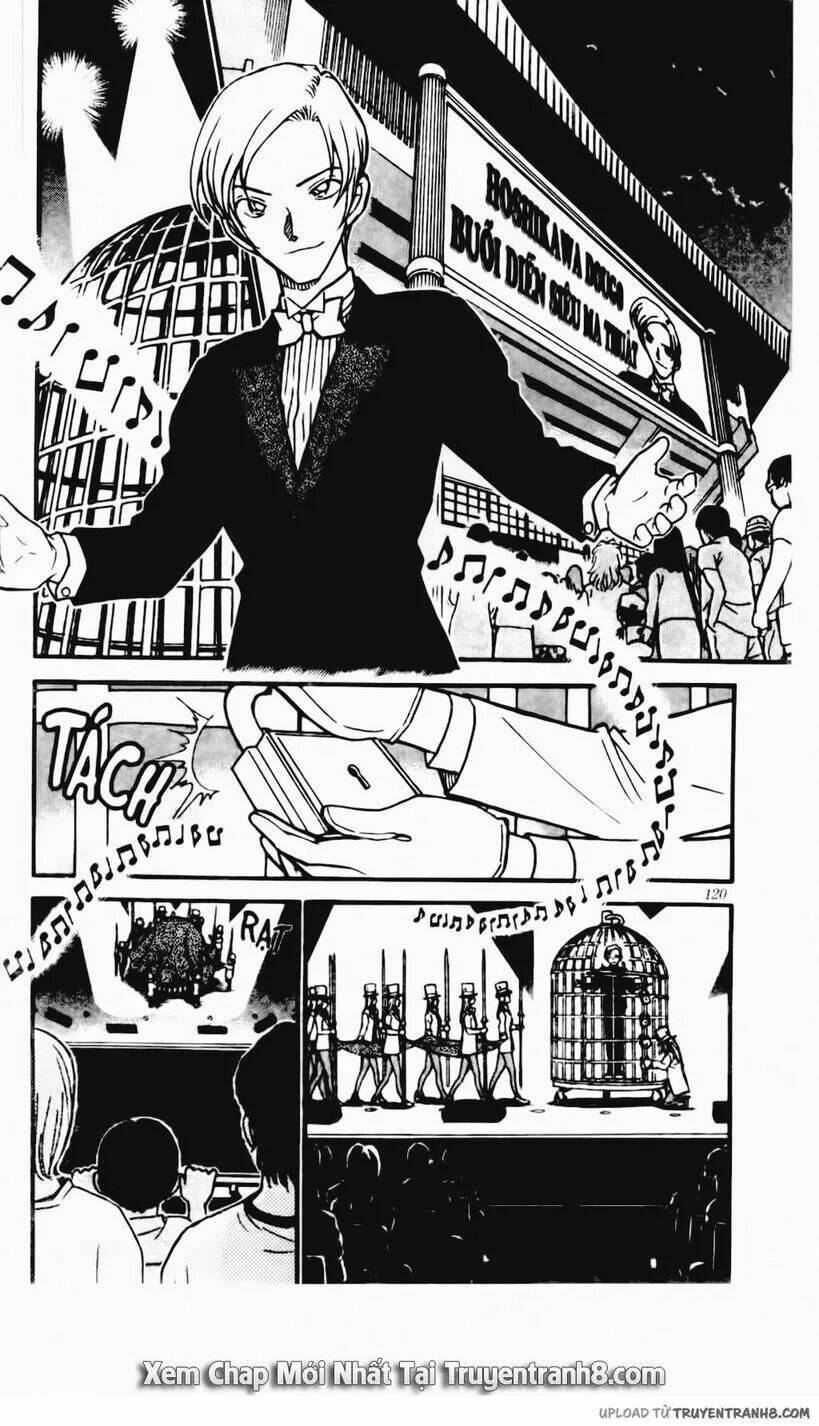 HOSHIKAWA DOUGO
BUỔI DIỄN SIÊU MA THUẬT
TÁCH
120
RẠT
Xem Chap Mới Nhất Tại Truyentranh8.com
UPLOAD TỪ TRUYENTRANH8.COM